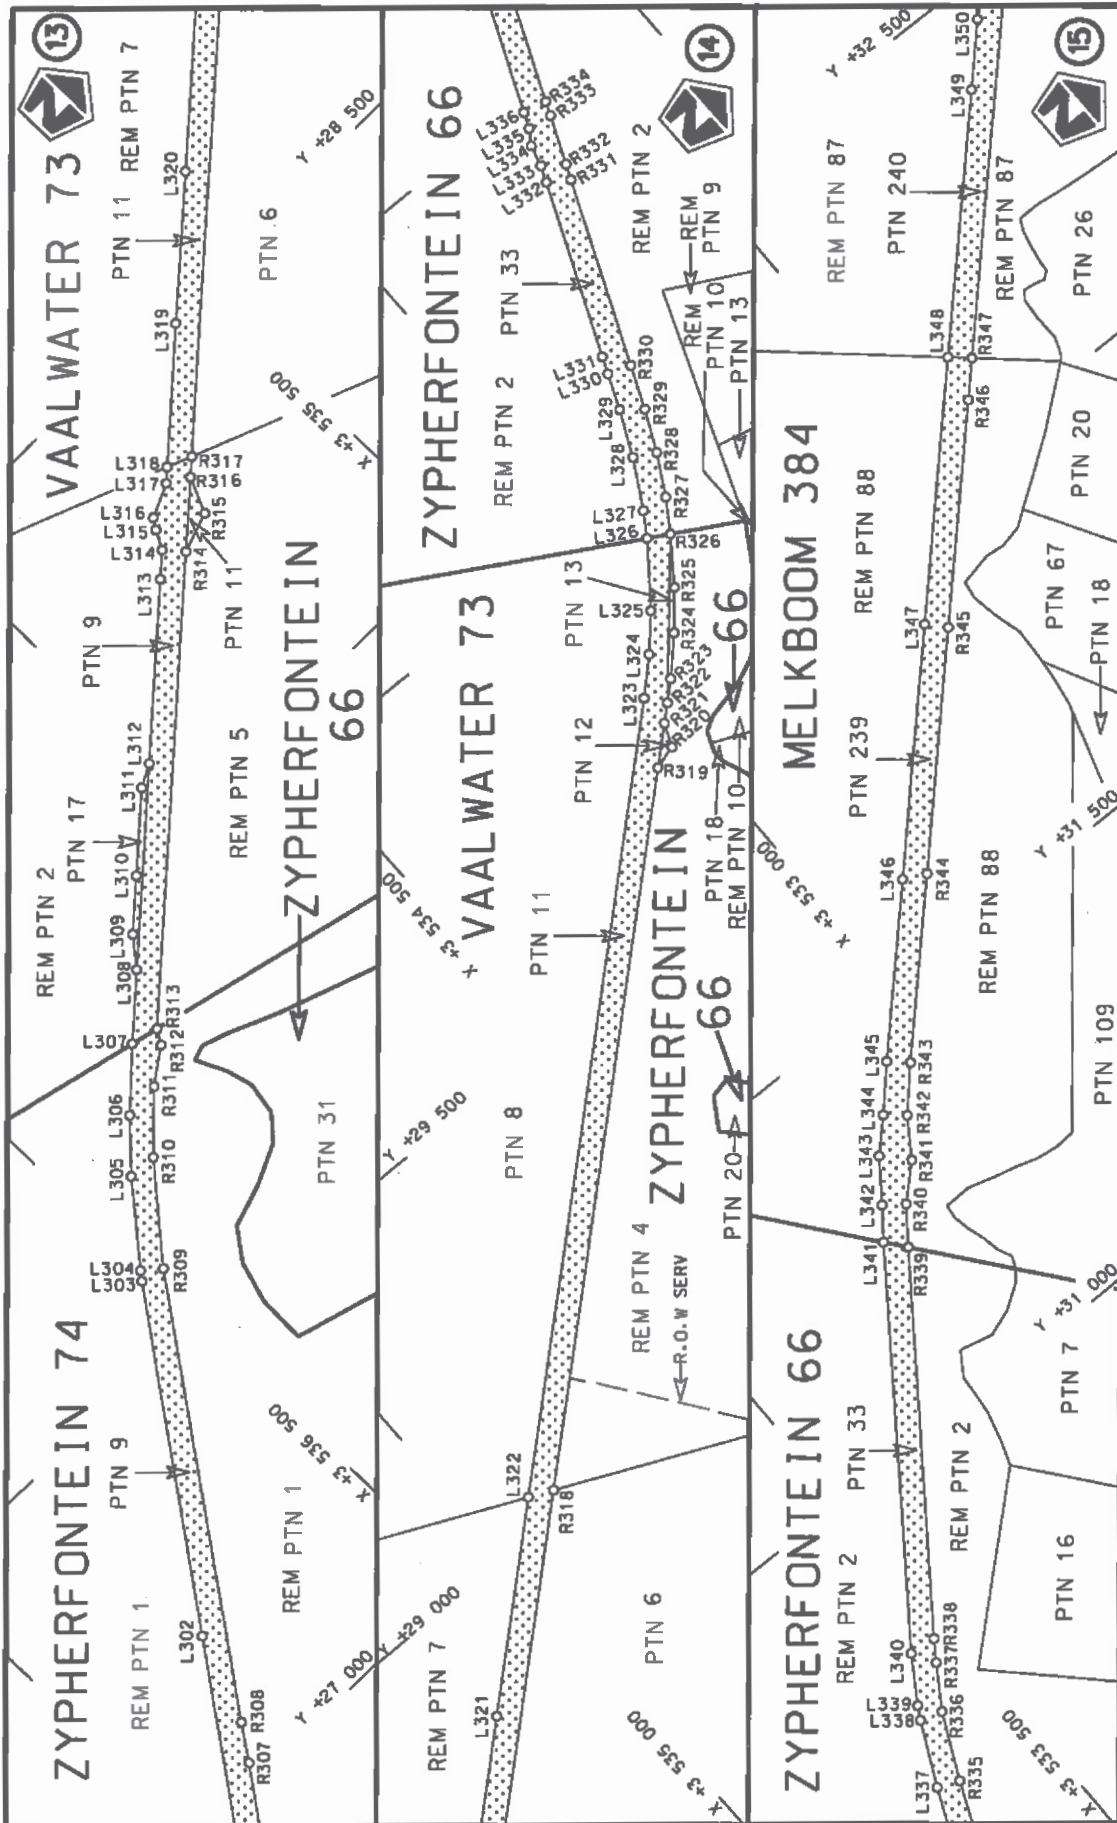 13
VAALWATER 73
ZYPHERFONTEIN 74
ZYPHERFONTEIN
66
REM PTN 1
PTN 9
REM PTN 1
PTN 31
REM PTN 2
PTN 17
REM PTN 5
PTN 9
PTN 11
PTN 11
REM PTN 7
PTN 6
R307
R308
L302
L303
L304
R309
L305
R310
L306
R311
L307
R312
R313
L308
L309
L310
L311
L312
L313
L314
R314
L315
L316
R315
L317
R316
L318
R317
L319
L320
Y +27 000
X +3 536 500
X +3 535 500
Y +28 500
14
ZYPHERFONTEIN 66
VAALWATER 73
ZYPHERFONTEIN
66
66
REM PTN 7
PTN 6
REM PTN 4
R.O.W SERV
PTN 8
PTN 11
PTN 12
PTN 13
PTN 20
PTN 18
REM PTN 10
REM PTN 2
PTN 33
REM PTN 2
REM
PTN 9
REM
PTN 10
PTN 13
L321
L322
R318
R319
R320
R321
R322
R323
L323
L324
R324
L325
R325
L326
R326
L327
R327
L328
R328
L329
R329
L330
L331
R330
L332
L333
L334
L335
L336
R331
R332
R333
R334
Y +29 000
X +3 535 000
Y +29 500
X +3 534 500
15
MELKBOOM 384
ZYPHERFONTEIN 66
REM PTN 2
PTN 33
REM PTN 2
PTN 16
PTN 7
PTN 109
REM PTN 88
PTN 239
REM PTN 88
PTN 18
PTN 67
PTN 20
PTN 26
REM PTN 87
PTN 240
REM PTN 87
L337
R335
L338
L339
R336
L340
R337
R338
L341
R339
L342
R340
L343
R341
L344
R342
L345
R343
L346
R344
L347
R345
R346
L348
R347
L349
L350
X +3 533 500
Y +31 000
X +3 533 000
Y +31 500
Y +32 500